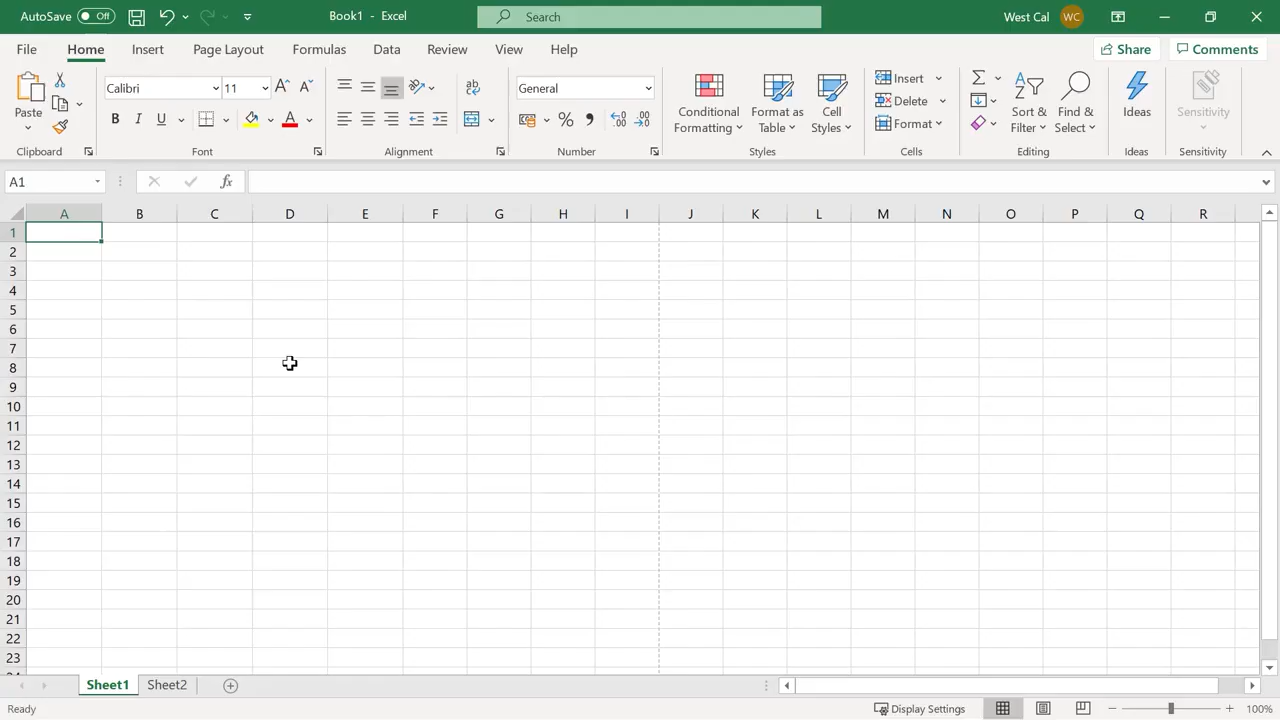 AutoSave Off Book1 - Excel Search West Cal WC
File Home Insert Page Layout Formulas Data Review View Help Share Comments
Calibri 11 ab General Conditional Format as Cell Insert Σ Sort & Find & Ideas Sensitivity
Paste B I U A % 9 Formatting Table Styles Delete Filter Select
Format
Clipboard Font Alignment Number Styles Cells Editing Ideas Sensitivity
A1 fx
A B C D E F G H I J K L M N O P Q R
1
2
3
4
5
6
7
8
9
10
11
12
13
14
15
16
17
18
19
20
21
22
23
Sheet1 Sheet2
Ready Display Settings 100%